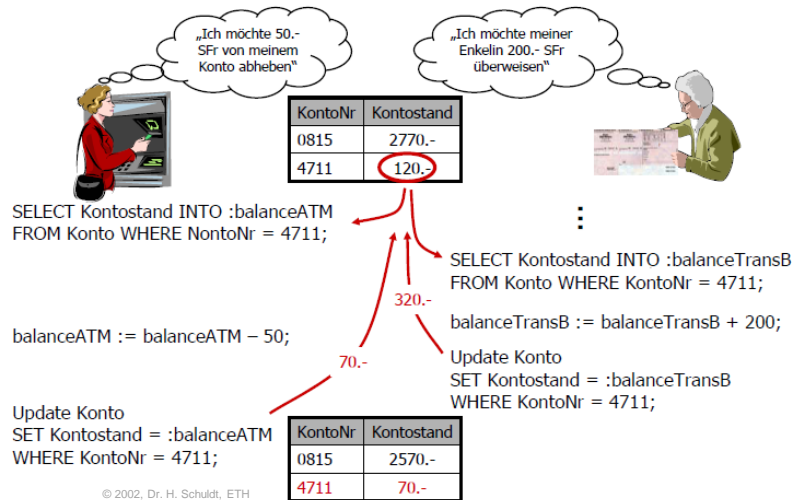 „Ich möchte 50.-
SFr von meinem
Konto abheben“
„Ich möchte meiner
Enkelin 200.- SFr
überweisen“
KontoNr Kontostand
0815 2770.-
4711 120.-
SELECT Kontostand INTO :balanceATM
FROM Konto WHERE NontoNr = 4711;
⋮
SELECT Kontostand INTO :balanceTransB
FROM Konto WHERE KontoNr = 4711;
320.-
balanceATM := balanceATM – 50;
balanceTransB := balanceTransB + 200;
70.-
Update Konto
SET Kontostand = :balanceTransB
WHERE KontoNr = 4711;
Update Konto
SET Kontostand = :balanceATM
WHERE KontoNr = 4711;
KontoNr Kontostand
0815 2570.-
4711 70.-
© 2002, Dr. H. Schuldt, ETH